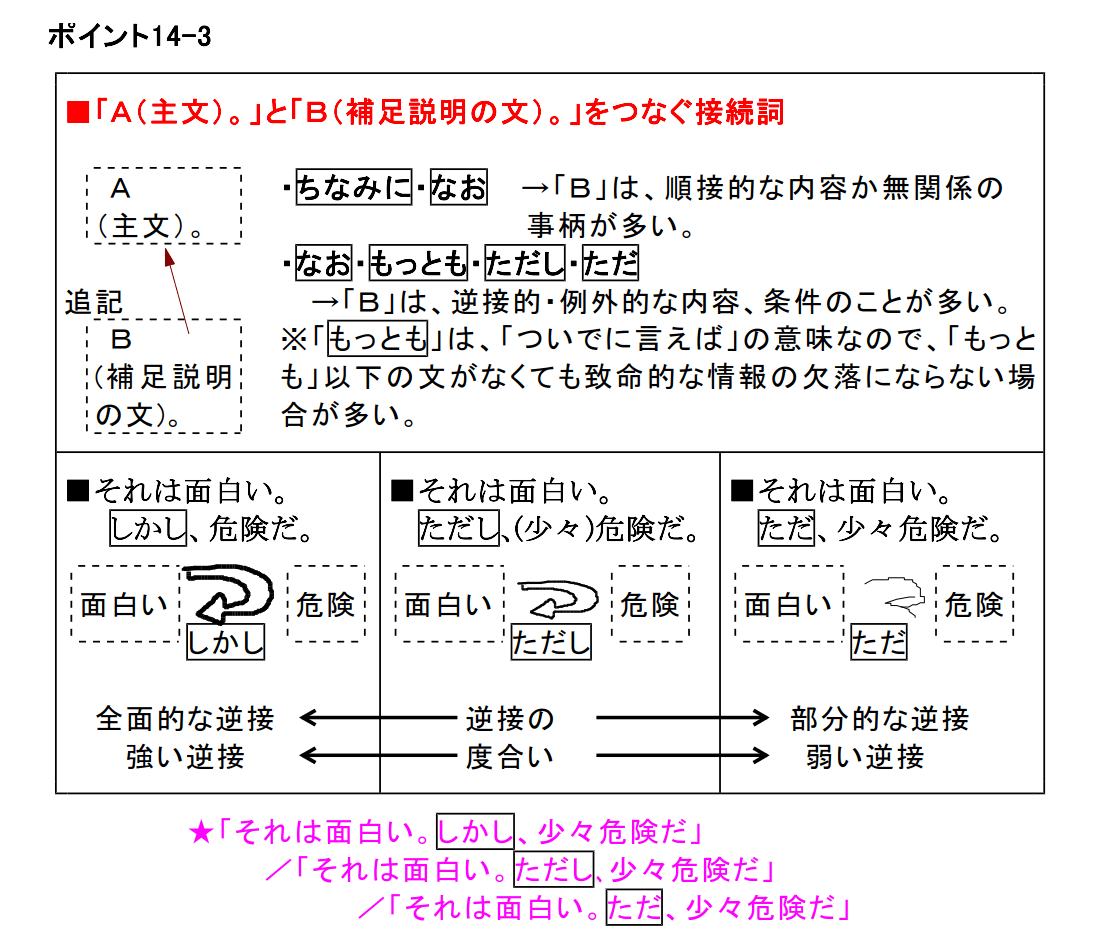 ポイント14-3
■「A(主文)。」と「B(補足説明の文)。」をつなぐ接続詞
A
(主文)。
追記
B
(補足説明
の文)。
・ちなみに・なお →「B」は、順接的な内容か無関係の
事柄が多い。
・なお・もっとも・ただし・ただ
→「B」は、逆接的・例外的な内容、条件のことが多い。
※「もっとも」は、「ついでに言えば」の意味なので、「もっと
も」以下の文がなくても致命的な情報の欠落にならない場
合が多い。
■それは面白い。
しかし、危険だ。
面白い 危険
しかし
■それは面白い。
ただし、(少々)危険だ。
面白い 危険
ただし
■それは面白い。
ただ、少々危険だ。
面白い 危険
ただ
全面的な逆接 逆接の 部分的な逆接
強い逆接 度合い 弱い逆接
★「それは面白い。しかし、少々危険だ」
／「それは面白い。ただし、少々危険だ」
／「それは面白い。ただ、少々危険だ」